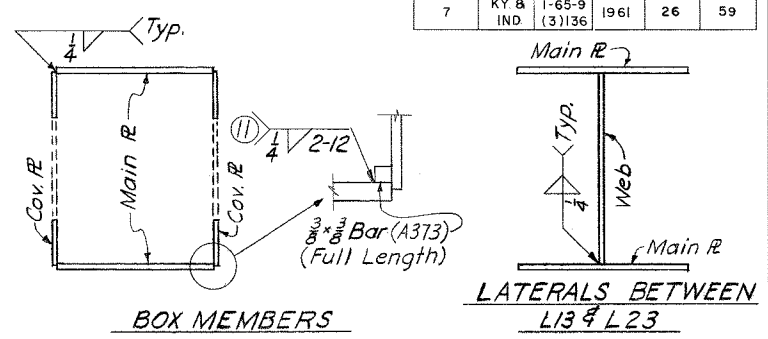 7 KY. & IND. I-65-9 (3)136 1961 26 59
1/4 Typ.
Main ℄
Cov. ℄
Main ℄
Cov. ℄
11 1/4 2-12
3/8 x 3/8 Bar (A373)
(Full Length)
BOX MEMBERS
Typ.
1/4
Web
Main ℄
LATERALS BETWEEN
L13 & L23